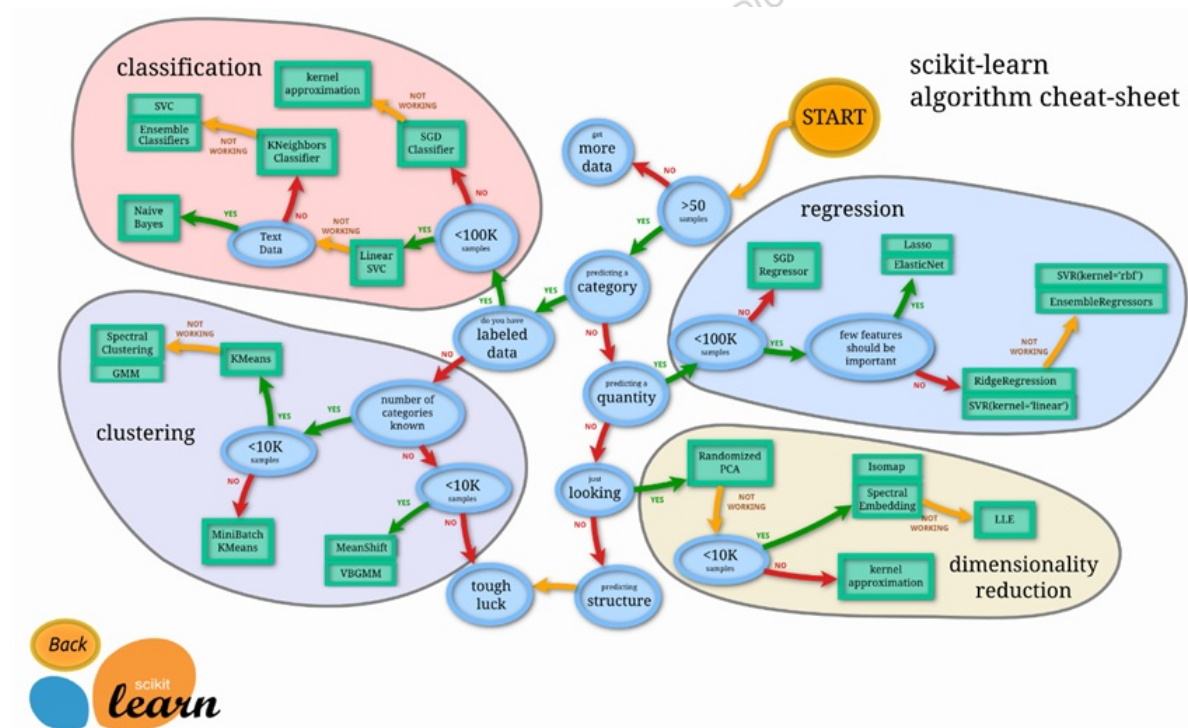 scikit-learn
algorithm cheat-sheet
START
classification
kernel
approximation
NOT
WORKING
SVC
Ensemble
Classifiers
NOT
WORKING
KNeighbors
Classifier
SGD
Classifier
NO
NO
Naive
Bayes
YES
Text
Data
NOT
WORKING
Linear
SVC
YES
<100K
samples
YES
get
more
data
NO
>50
samples
YES
predicting a
category
YES
do you have
labeled
data
NO
NO
predicting a
quantity
YES
NO
just
looking
YES
NO
predicting
structure
tough
luck
regression
SGD
Regressor
NO
<100K
samples
YES
Lasso
ElasticNet
YES
few features
should be
important
NO
RidgeRegression
SVR(kernel='linear')
NOT
WORKING
SVR(kernel='rbf')
EnsembleRegressors
clustering
Spectral
Clustering
GMM
NOT
WORKING
KMeans
YES
<10K
samples
NO
MiniBatch
KMeans
YES
number of
categories
known
NO
<10K
samples
YES
NO
MeanShift
VBGMM
dimensionality
reduction
Randomized
PCA
NOT
WORKING
<10K
samples
YES
NO
Isomap
Spectral
Embedding
NOT
WORKING
LLE
kernel
approximation
Back
scikit
learn